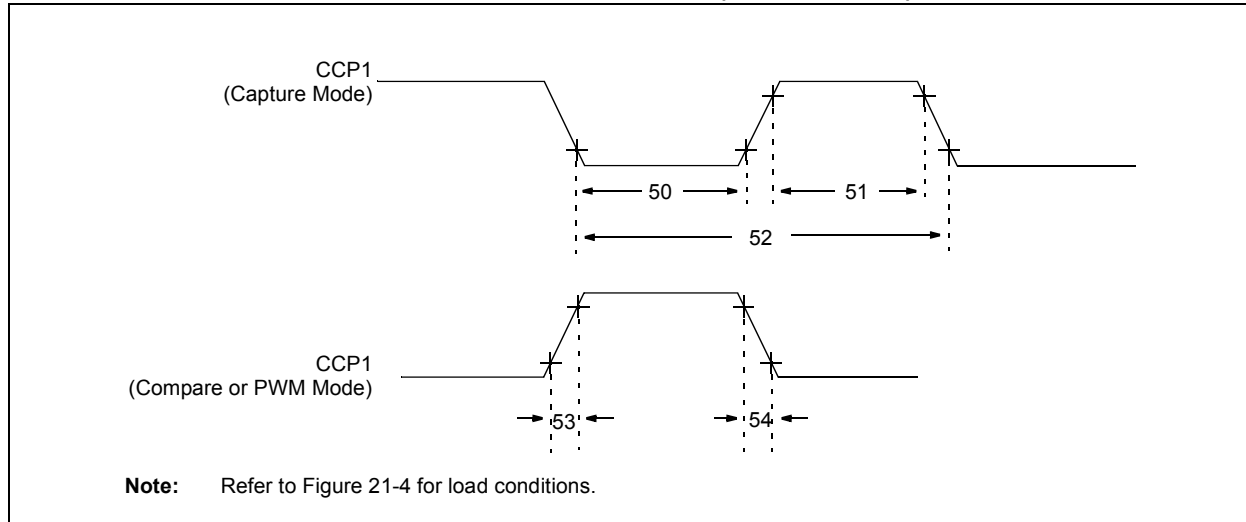 CCP1
(Capture Mode)
50
51
52
CCP1
(Compare or PWM Mode)
53
54
Note: Refer to Figure 21-4 for load conditions.